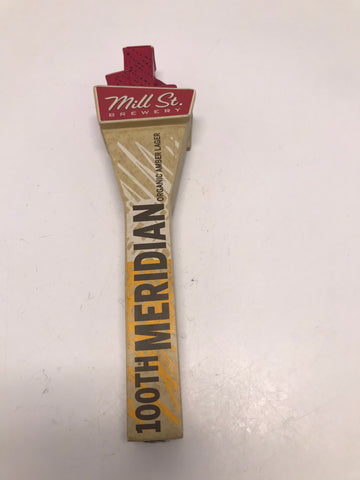 Mill St.
BREWERY
100TH MERIDIAN
ORGANIC AMBER LAGER